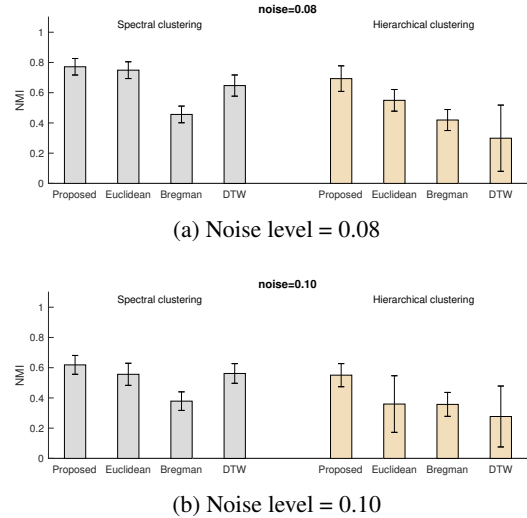 noise=0.08
Spectral clustering Hierarchical clustering
1
0.8
0.6
0.4
0.2
0
NMI
Proposed Euclidean Bregman DTW Proposed Euclidean Bregman DTW
(a) Noise level = 0.08
noise=0.10
Spectral clustering Hierarchical clustering
1
0.8
0.6
0.4
0.2
0
NMI
Proposed Euclidean Bregman DTW Proposed Euclidean Bregman DTW
(b) Noise level = 0.10